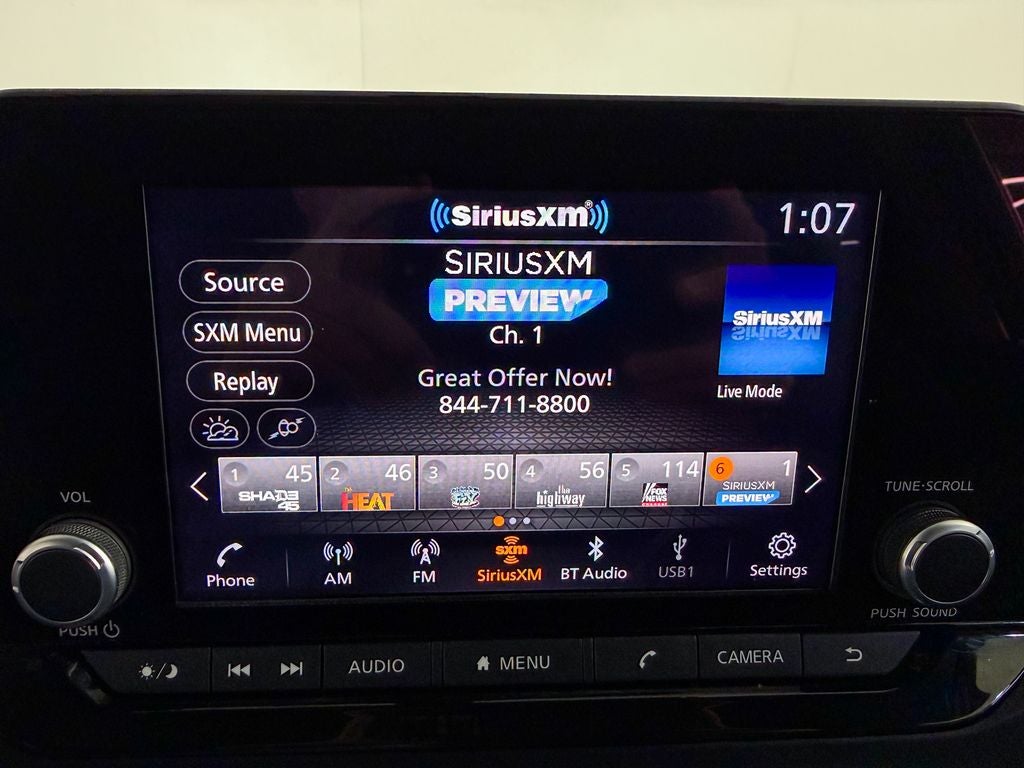 SiriusXM®
1:07
SIRIUSXM
PREVIEW
Ch. 1
Source
SXM Menu
Replay
Great Offer Now!
844-711-8800
SiriusXM
Live Mode
1 45
SHADE
45
2 46
THE HEAT
3 50
4 56
the highway
5 114
FOX
NEWS
CHANNEL
6 1
SIRIUSXM
PREVIEW
Phone
AM
FM
sxm
SiriusXM
BT Audio
USB1
Settings
VOL
PUSH
TUNE·SCROLL
PUSH SOUND
AUDIO
MENU
CAMERA